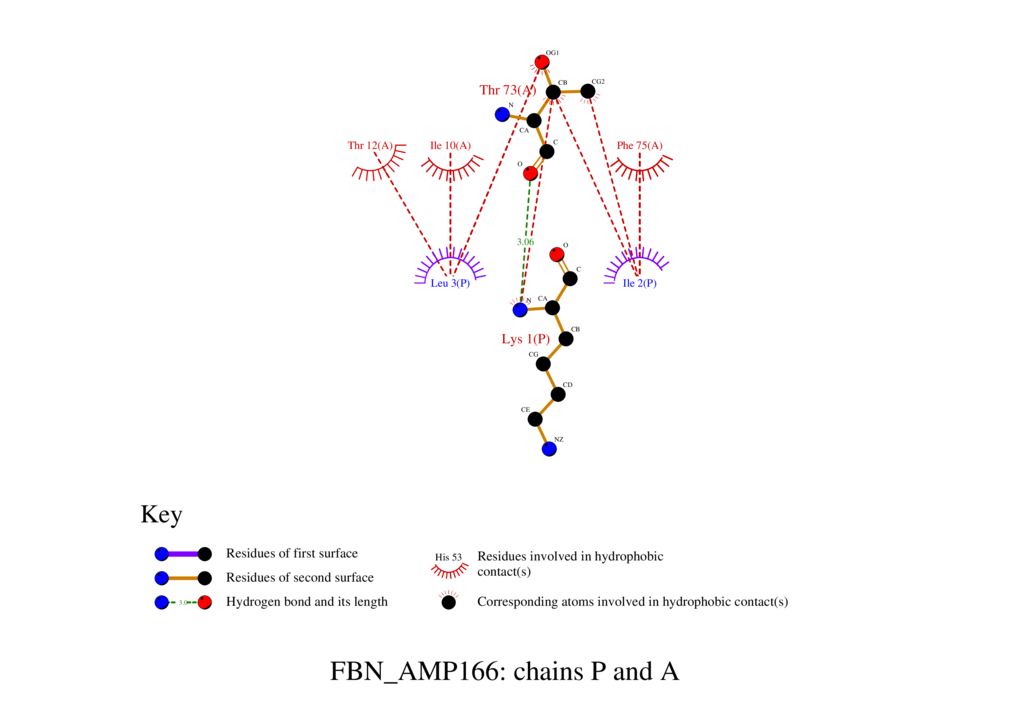 OG1
CB
CG2
Thr 73(A)
N
CA
C
O
Thr 12(A)
Ile 10(A)
Phe 75(A)
3.06
O
C
Leu 3(P)
Ile 2(P)
N
CA
CB
Lys 1(P)
CG
CD
CE
NZ
Key
Residues of first surface
Residues of second surface
3.0
Hydrogen bond and its length
His 53
Residues involved in hydrophobic
contact(s)
Corresponding atoms involved in hydrophobic contact(s)
FBN_AMP166: chains P and A